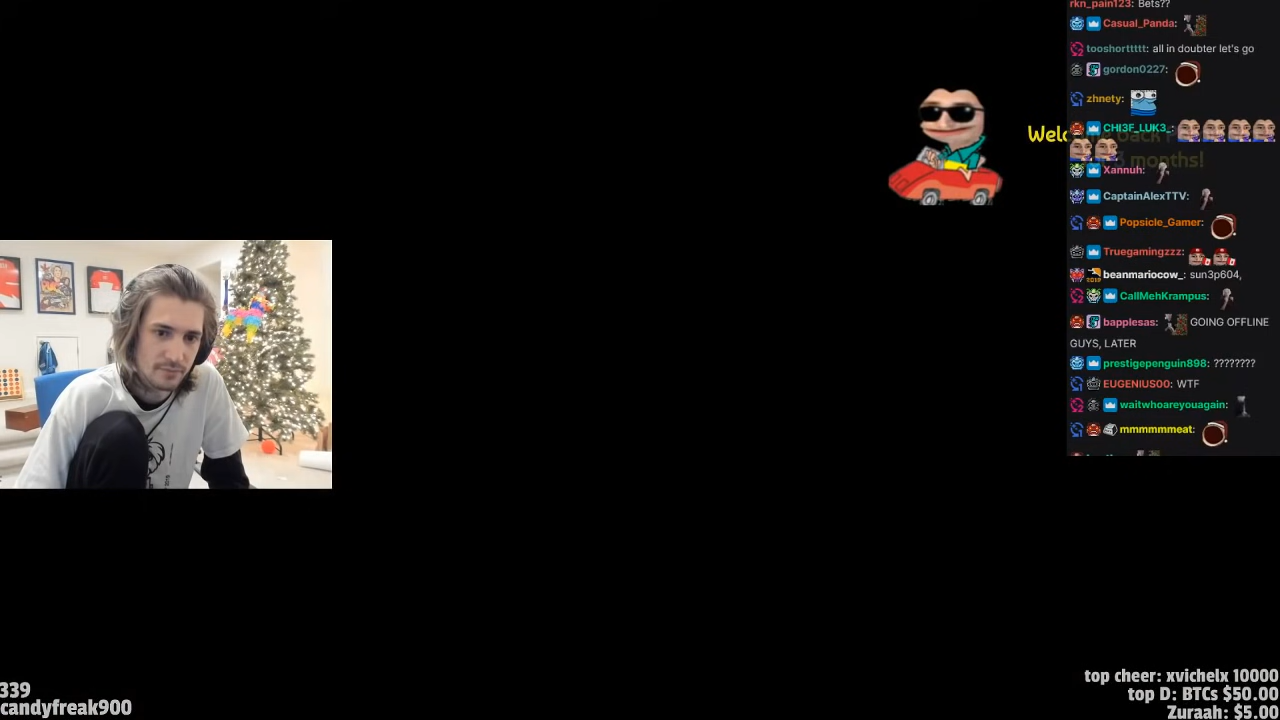 rkn_pain123: Bets??
Casual_Panda:
tooshorttttt: all in doubter let's go
gordon0227:
zhnety:
CHI3F_LUK3_:
months!
Xannuh:
CaptainAlexTTV:
Popsicle_Gamer:
Truegamingzzz:
beanmariocow_: sun3p604,
CallMehKrampus:
bapplesas: GOING OFFLINE
GUYS, LATER
prestigepenguin898: ????????
EUGENIUS00: WTF
waitwhoareyouagain:
mmmmmmeat:
339
candyfreak900
top cheer: xvichelx 10000
top D: BTCs $50.00
Zuraah: $5.00